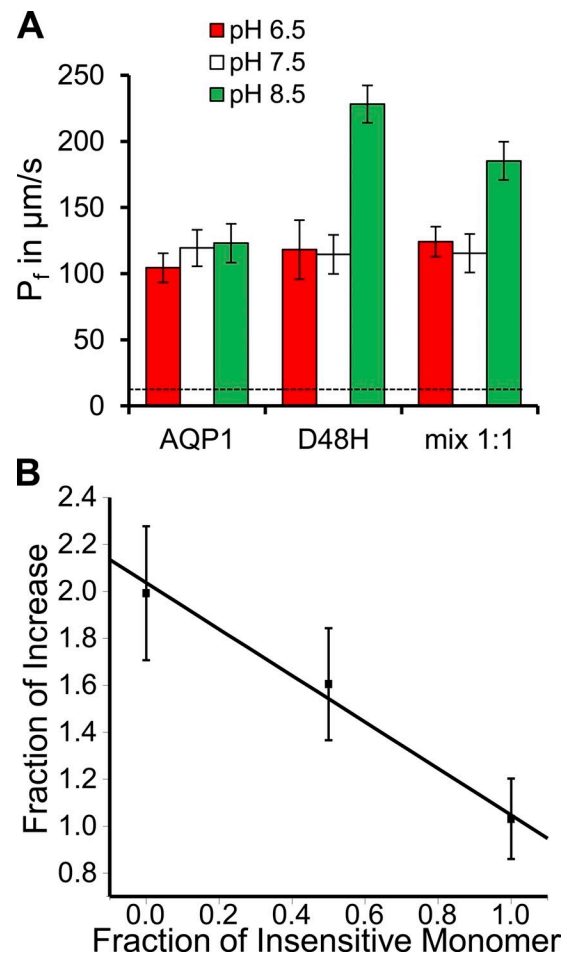 A
pH 6.5
pH 7.5
pH 8.5
250
200
150
100
50
0
Pf in µm/s
AQP1 D48H mix 1:1
B
2.4
2.2
2.0
1.8
1.6
1.4
1.2
1.0
0.8
Fraction of Increase
0.0 0.2 0.4 0.6 0.8 1.0
Fraction of Insensitive Monomer